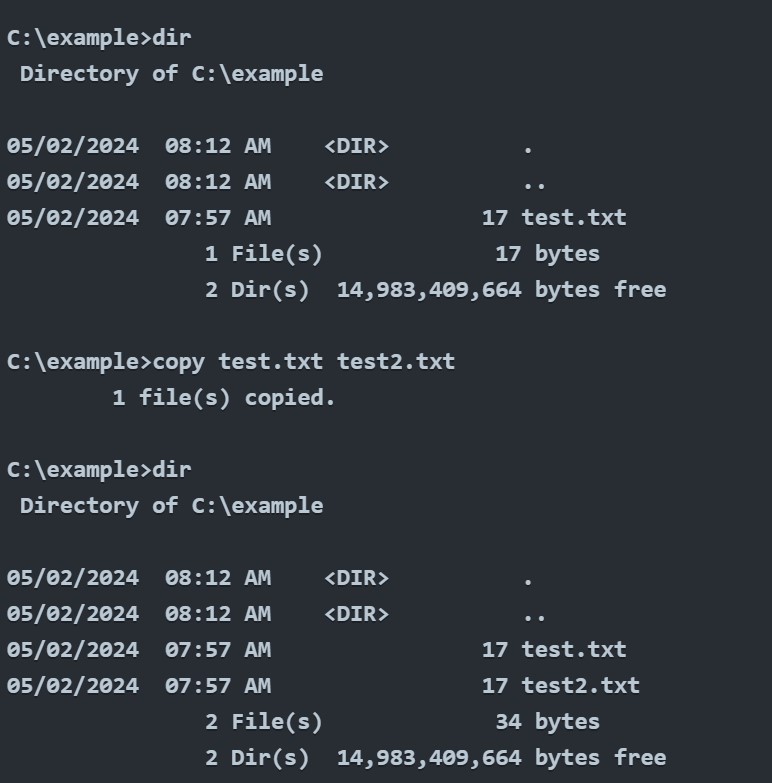 C:\example>dir
 Directory of C:\example

05/02/2024  08:12 AM    <DIR>          .
05/02/2024  08:12 AM    <DIR>          ..
05/02/2024  07:57 AM                17 test.txt
               1 File(s)             17 bytes
               2 Dir(s)  14,983,409,664 bytes free

C:\example>copy test.txt test2.txt
        1 file(s) copied.

C:\example>dir
 Directory of C:\example

05/02/2024  08:12 AM    <DIR>          .
05/02/2024  08:12 AM    <DIR>          ..
05/02/2024  07:57 AM                17 test.txt
05/02/2024  07:57 AM                17 test2.txt
               2 File(s)             34 bytes
               2 Dir(s)  14,983,409,664 bytes free